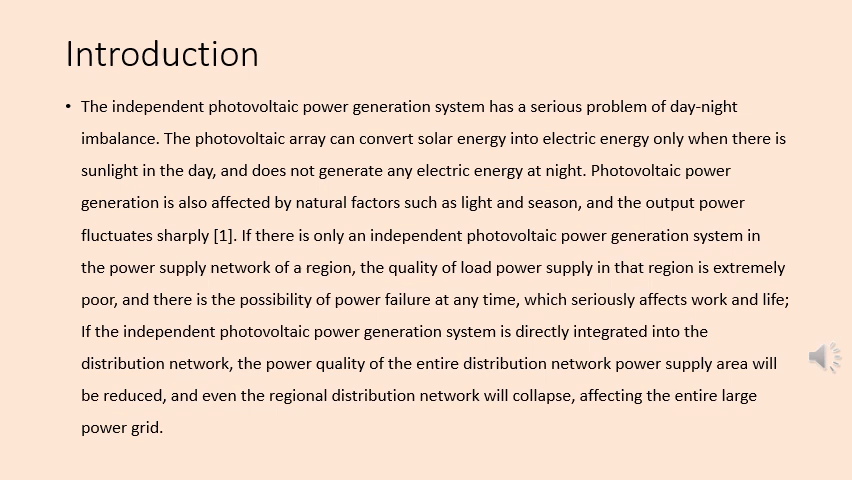 Introduction
• The independent photovoltaic power generation system has a serious problem of day-night
imbalance. The photovoltaic array can convert solar energy into electric energy only when there is
sunlight in the day, and does not generate any electric energy at night. Photovoltaic power
generation is also affected by natural factors such as light and season, and the output power
fluctuates sharply [1]. If there is only an independent photovoltaic power generation system in
the power supply network of a region, the quality of load power supply in that region is extremely
poor, and there is the possibility of power failure at any time, which seriously affects work and life;
If the independent photovoltaic power generation system is directly integrated into the
distribution network, the power quality of the entire distribution network power supply area will
be reduced, and even the regional distribution network will collapse, affecting the entire large
power grid.